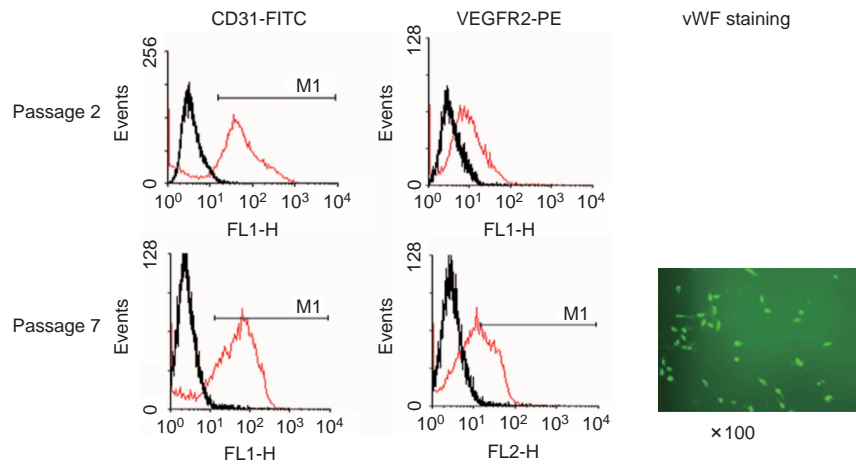 CD31-FITC VEGFR2-PE vWF staining
Passage 2
Events
256
0
M1
10^0 10^1 10^2 10^3 10^4
FL1-H
Events
128
0
10^0 10^1 10^2 10^3 10^4
FL1-H
Passage 7
Events
128
0
M1
10^0 10^1 10^2 10^3 10^4
FL1-H
Events
128
0
M1
10^0 10^1 10^2 10^3 10^4
FL2-H
×100